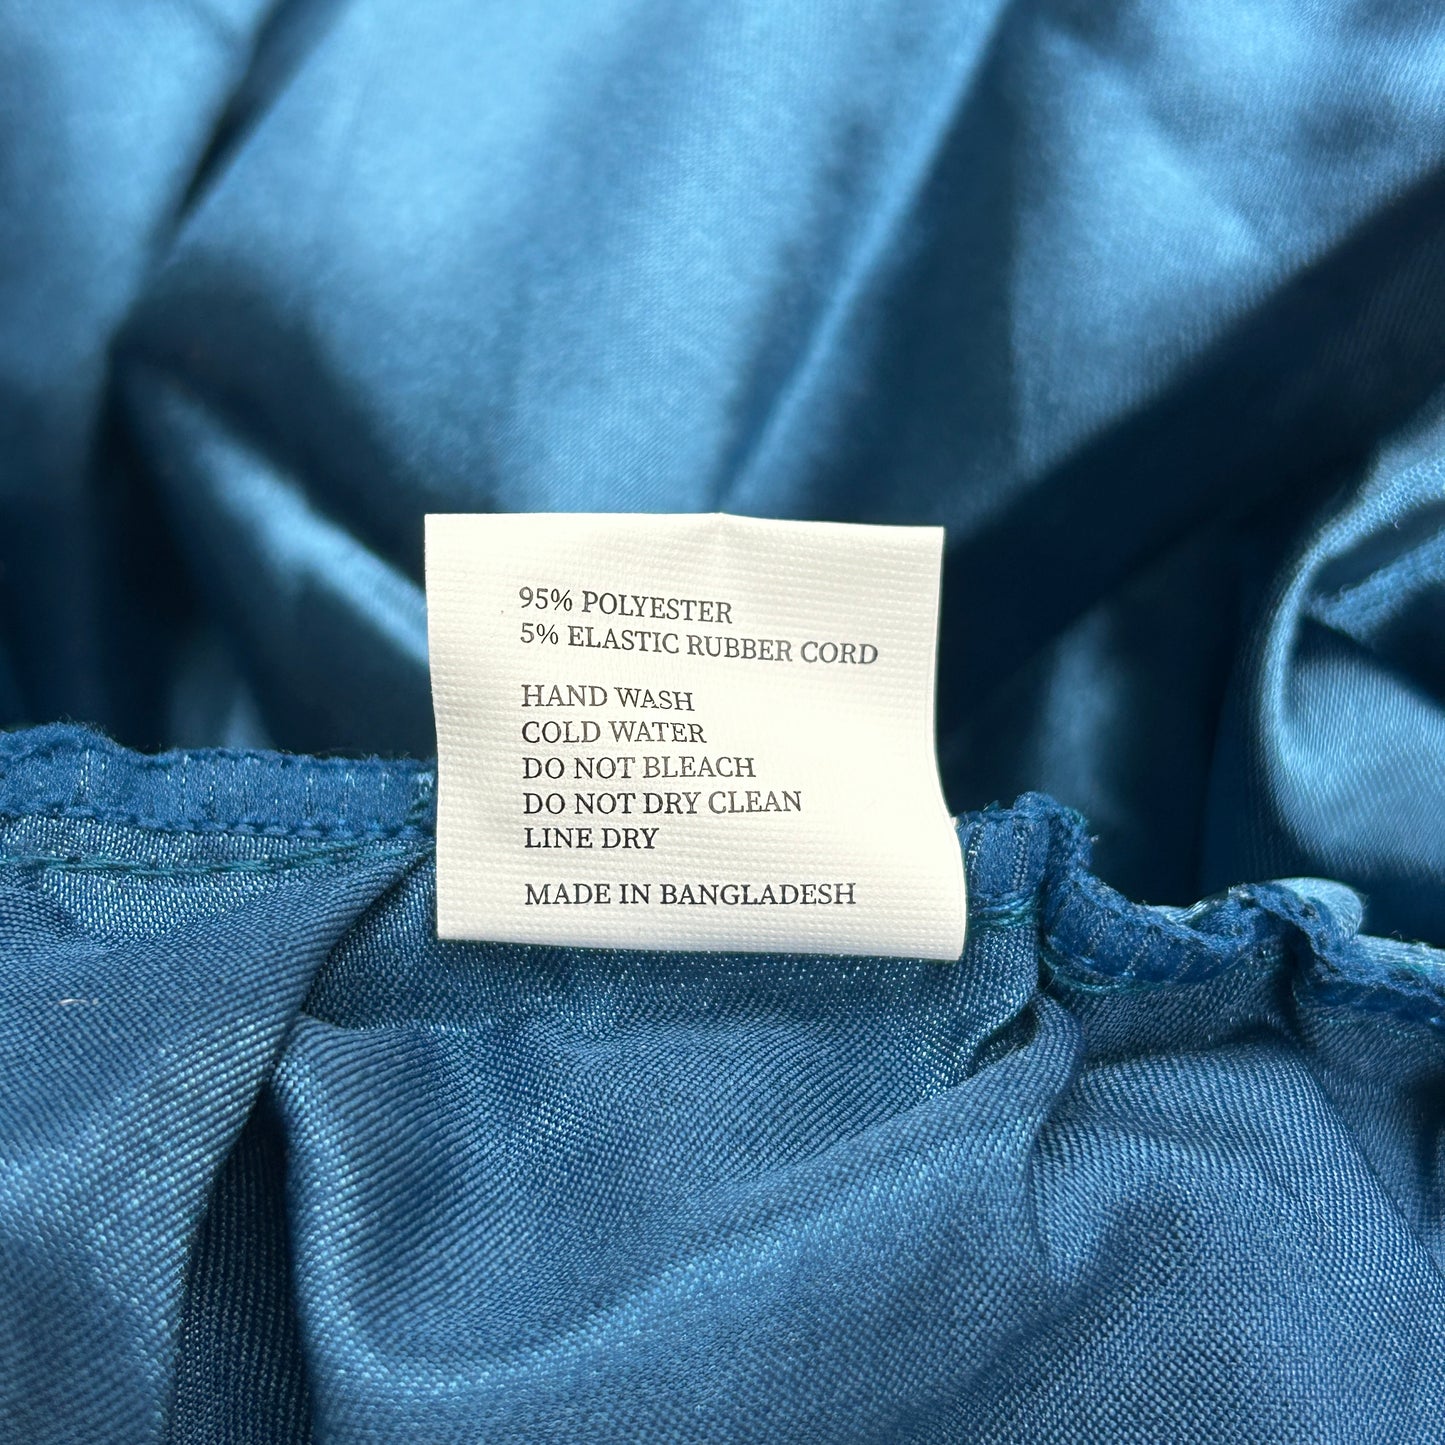 95% POLYESTER
5% ELASTIC RUBBER CORD
HAND WASH
COLD WATER
DO NOT BLEACH
DO NOT DRY CLEAN
LINE DRY
MADE IN BANGLADESH